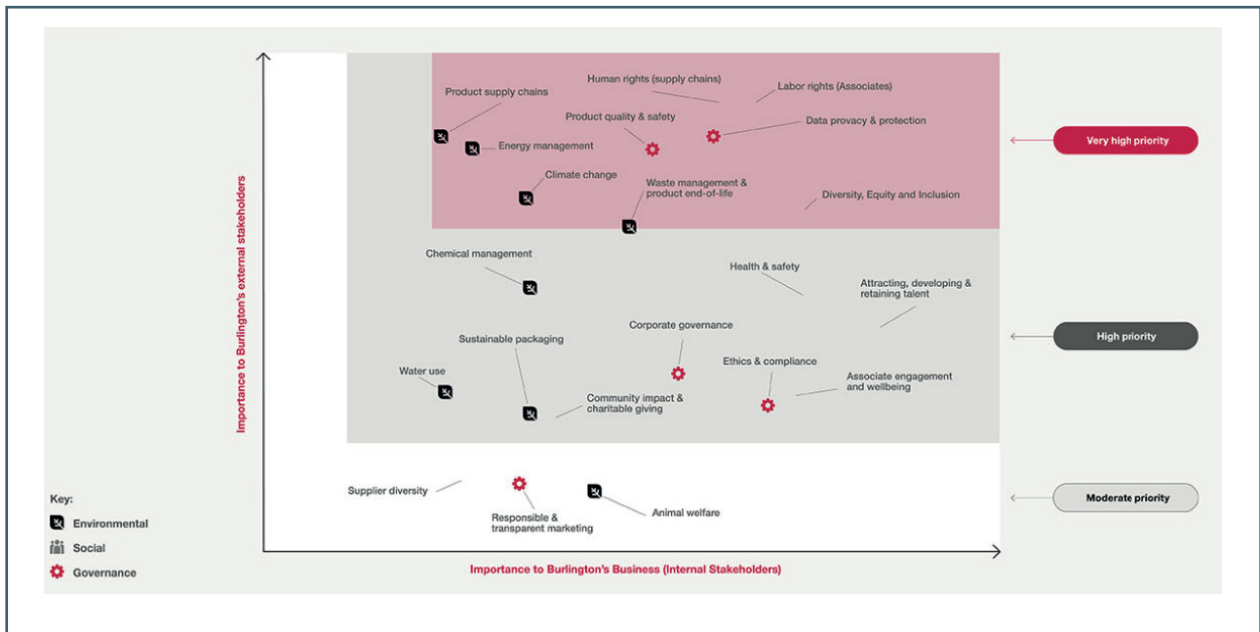 Importance to Burlington's external stakeholders
Human rights (supply chains)
Product supply chains
Labor rights (Associates)
Product quality & safety
Data provacy & protection
Energy management
Very high priority
Climate change
Waste management &
product end-of-life
Diversity, Equity and Inclusion
Chemical management
Health & safety
Attracting, developing &
retaining talent
Corporate governance
Sustainable packaging
High priority
Ethics & compliance
Water use
Associate engagement
and wellbeing
Community impact &
charitable giving
Supplier diversity
Moderate priority
Animal welfare
Responsible &
transparent marketing
Key:
Environmental
Social
Governance
Importance to Burlington's Business (Internal Stakeholders)